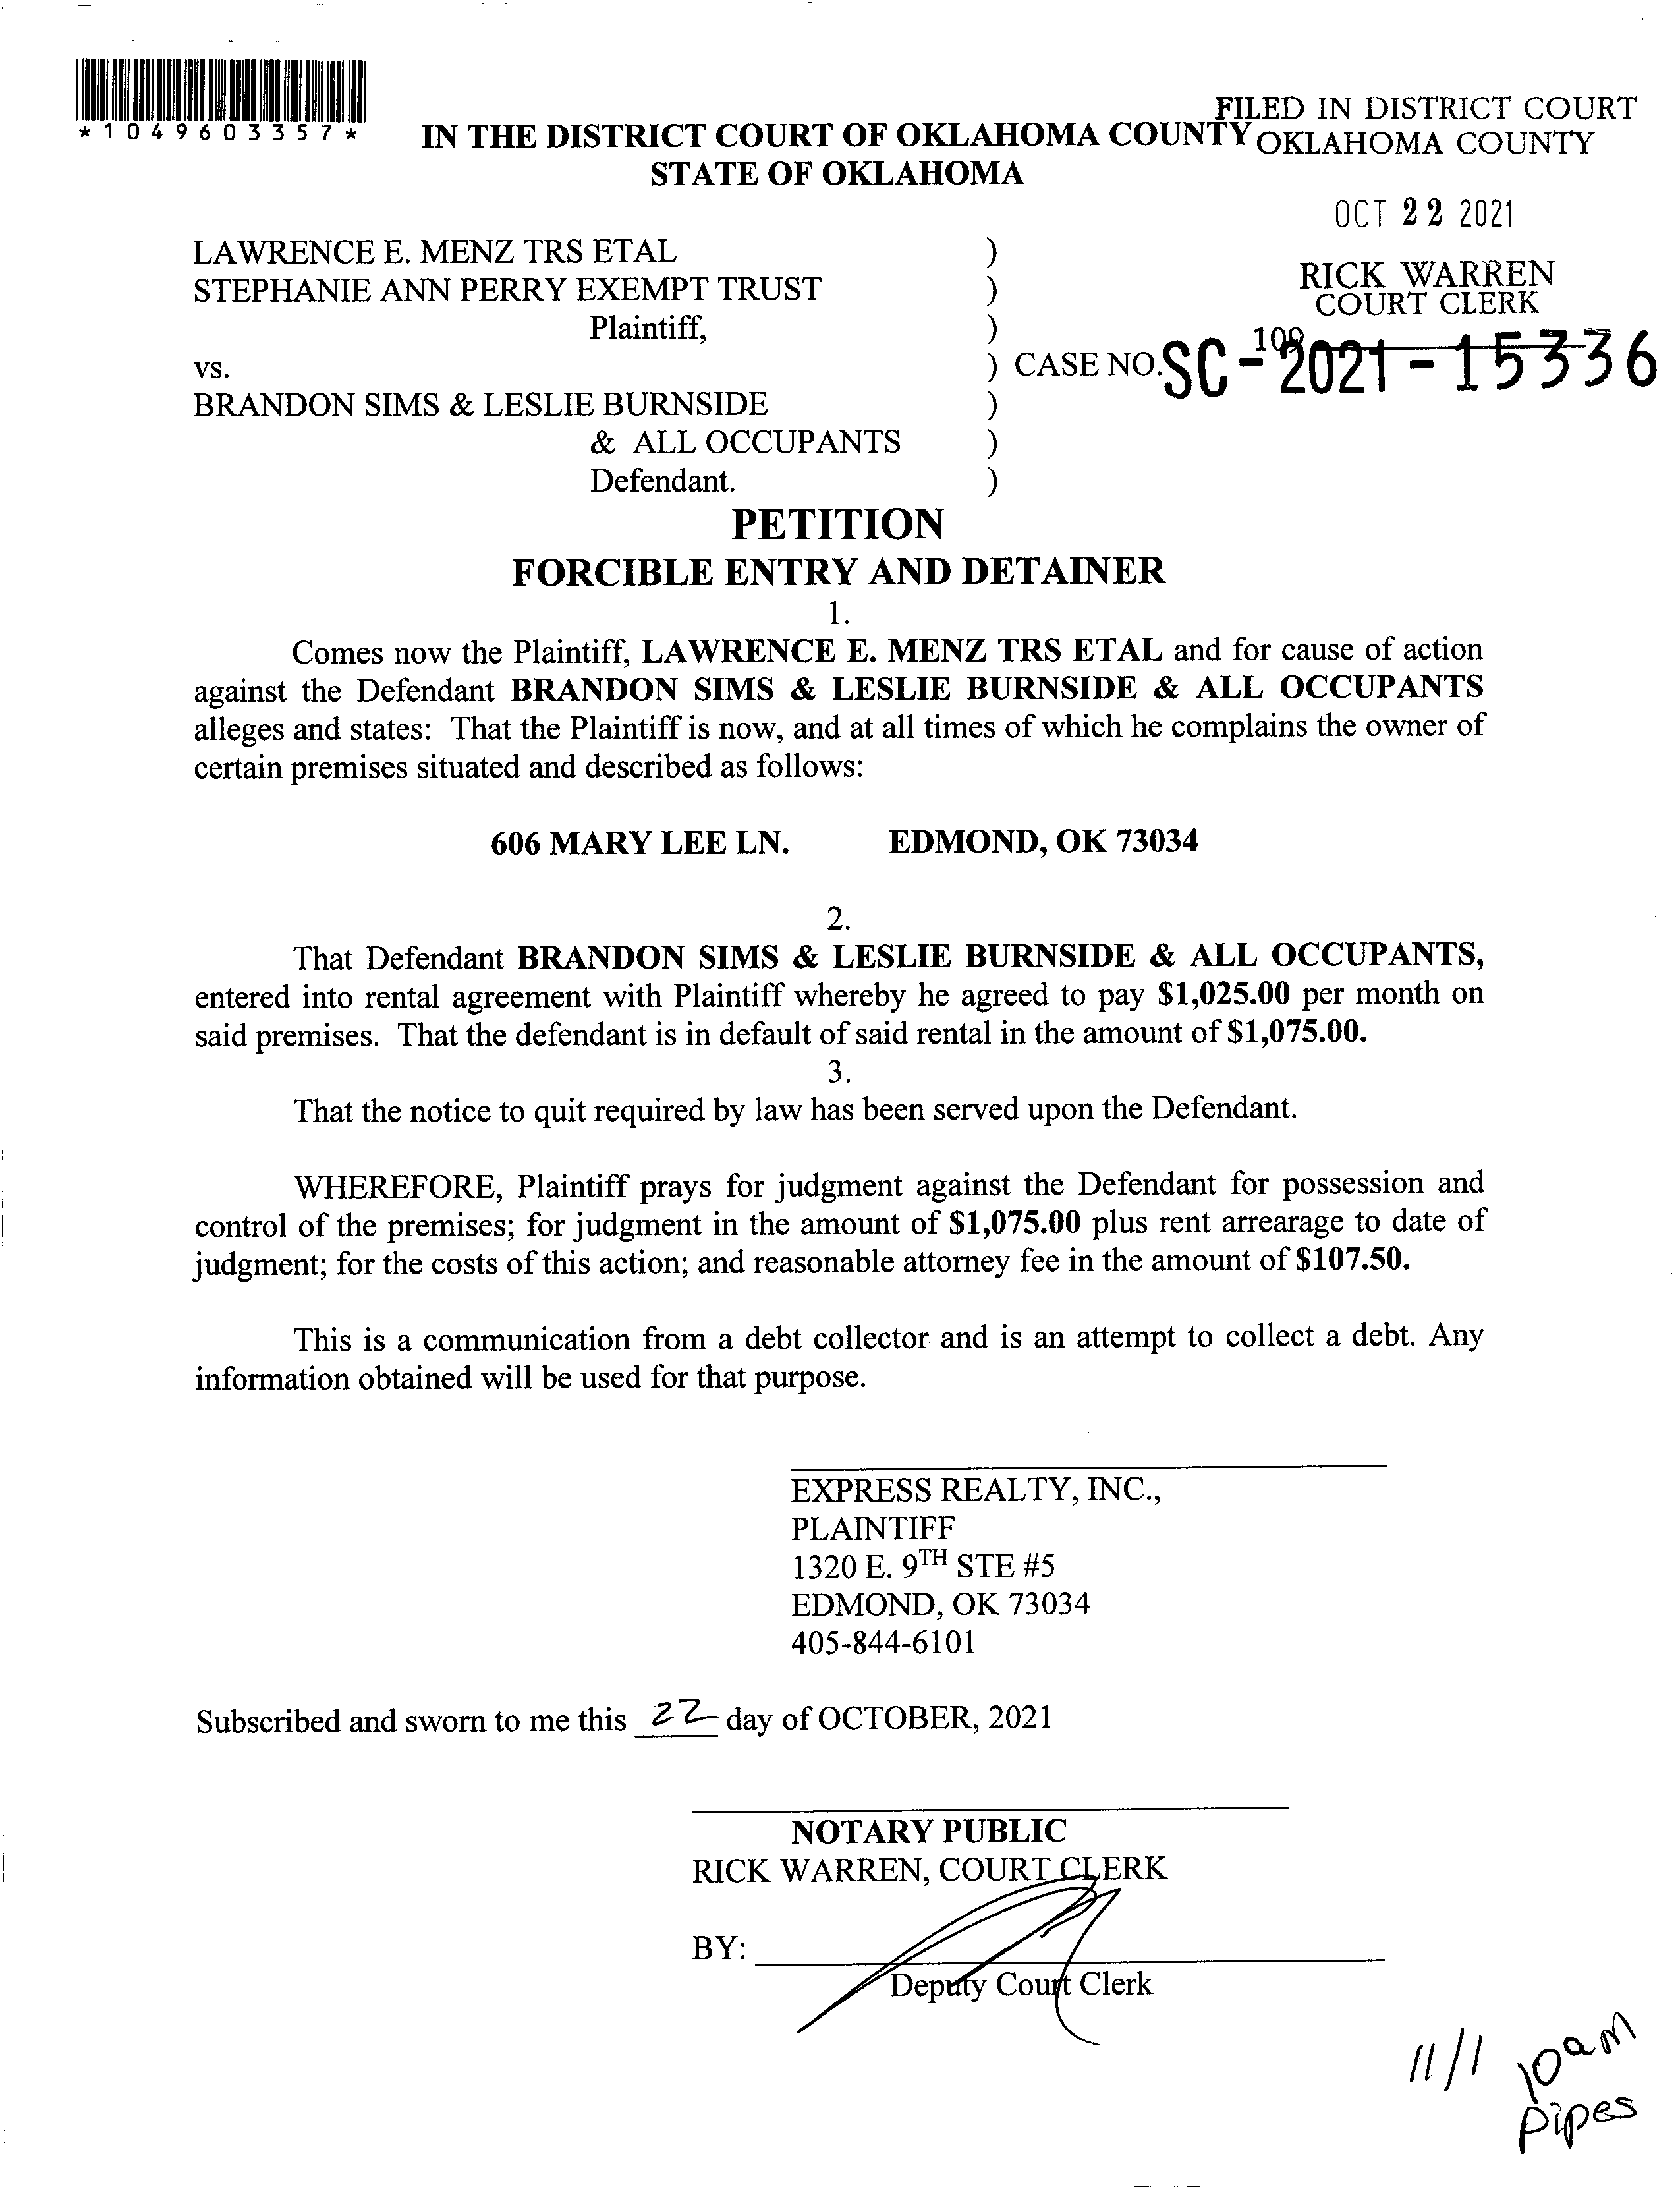 *1049603357*
FILED IN DISTRICT COURT
OKLAHOMA COUNTY
IN THE DISTRICT COURT OF OKLAHOMA COUNTY
STATE OF OKLAHOMA
OCT 22 2021
RICK WARREN
COURT CLERK
109
LAWRENCE E. MENZ TRS ETAL )
STEPHANIE ANN PERRY EXEMPT TRUST )
Plaintiff, )
vs. ) CASE NO. SC-2021-15336
BRANDON SIMS & LESLIE BURNSIDE )
& ALL OCCUPANTS )
Defendant. )
PETITION
FORCIBLE ENTRY AND DETAINER
1.
Comes now the Plaintiff, LAWRENCE E. MENZ TRS ETAL and for cause of action
against the Defendant BRANDON SIMS & LESLIE BURNSIDE & ALL OCCUPANTS
alleges and states: That the Plaintiff is now, and at all times of which he complains the owner of
certain premises situated and described as follows:
606 MARY LEE LN. EDMOND, OK 73034
2.
That Defendant BRANDON SIMS & LESLIE BURNSIDE & ALL OCCUPANTS,
entered into rental agreement with Plaintiff whereby he agreed to pay $1,025.00 per month on
said premises. That the defendant is in default of said rental in the amount of $1,075.00.
3.
That the notice to quit required by law has been served upon the Defendant.
WHEREFORE, Plaintiff prays for judgment against the Defendant for possession and
control of the premises; for judgment in the amount of $1,075.00 plus rent arrearage to date of
judgment; for the costs of this action; and reasonable attorney fee in the amount of $107.50.
This is a communication from a debt collector and is an attempt to collect a debt. Any
information obtained will be used for that purpose.
EXPRESS REALTY, INC.,
PLAINTIFF
1320 E. 9TH STE #5
EDMOND, OK 73034
405-844-6101
Subscribed and sworn to me this 22 day of OCTOBER, 2021
NOTARY PUBLIC
RICK WARREN, COURT CLERK
BY:
Deputy Court Clerk
11/1 10am
Pipes